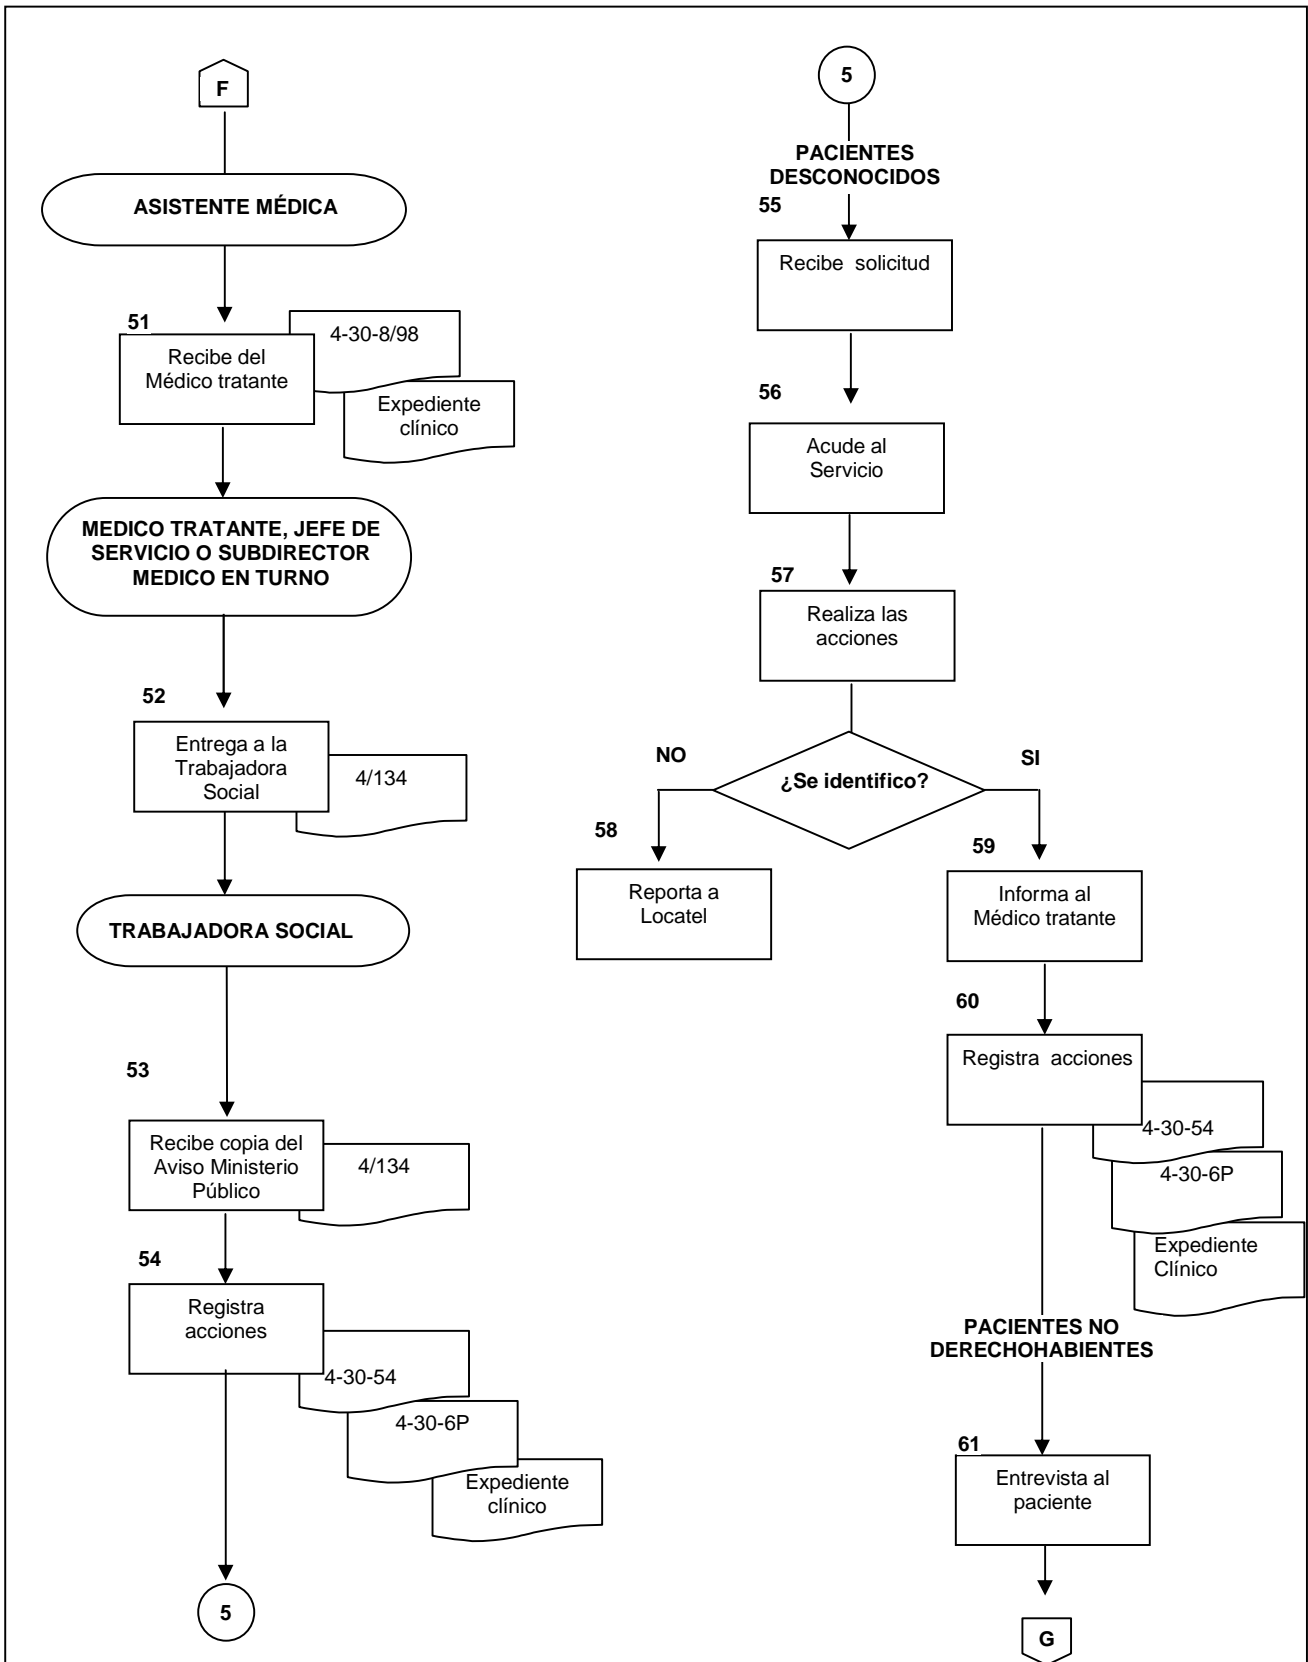 F
ASISTENTE MÉDICA
51
Recibe del
Médico tratante
4-30-8/98
Expediente
clínico
MEDICO TRATANTE, JEFE DE
SERVICIO O SUBDIRECTOR
MEDICO EN TURNO
52
Entrega a la
Trabajadora
Social
4/134
TRABAJADORA SOCIAL
53
Recibe copia del
Aviso Ministerio
Público
4/134
54
Registra
acciones
4-30-54
4-30-6P
Expediente
clínico
5
5
PACIENTES
DESCONOCIDOS
55
Recibe solicitud
56
Acude al
Servicio
57
Realiza las
acciones
¿Se identifico?
NO
SI
58
Reporta a
Locatel
59
Informa al
Médico tratante
60
Registra acciones
4-30-54
4-30-6P
Expediente
Clínico
PACIENTES NO
DERECHOHABIENTES
61
Entrevista al
paciente
G